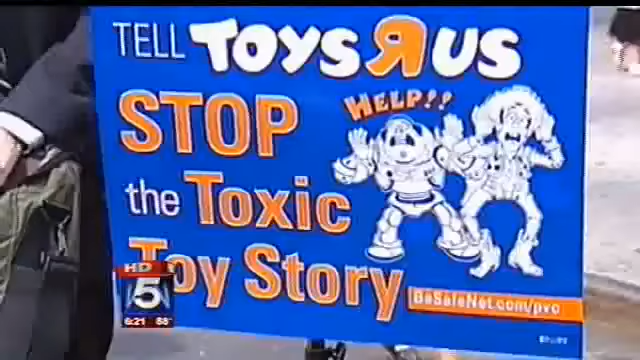 TELL TOYS R US
HELP!!
STOP
the Toxic
Toy Story
BeSafeNet.com/pvc
HD
5
6:21 88°